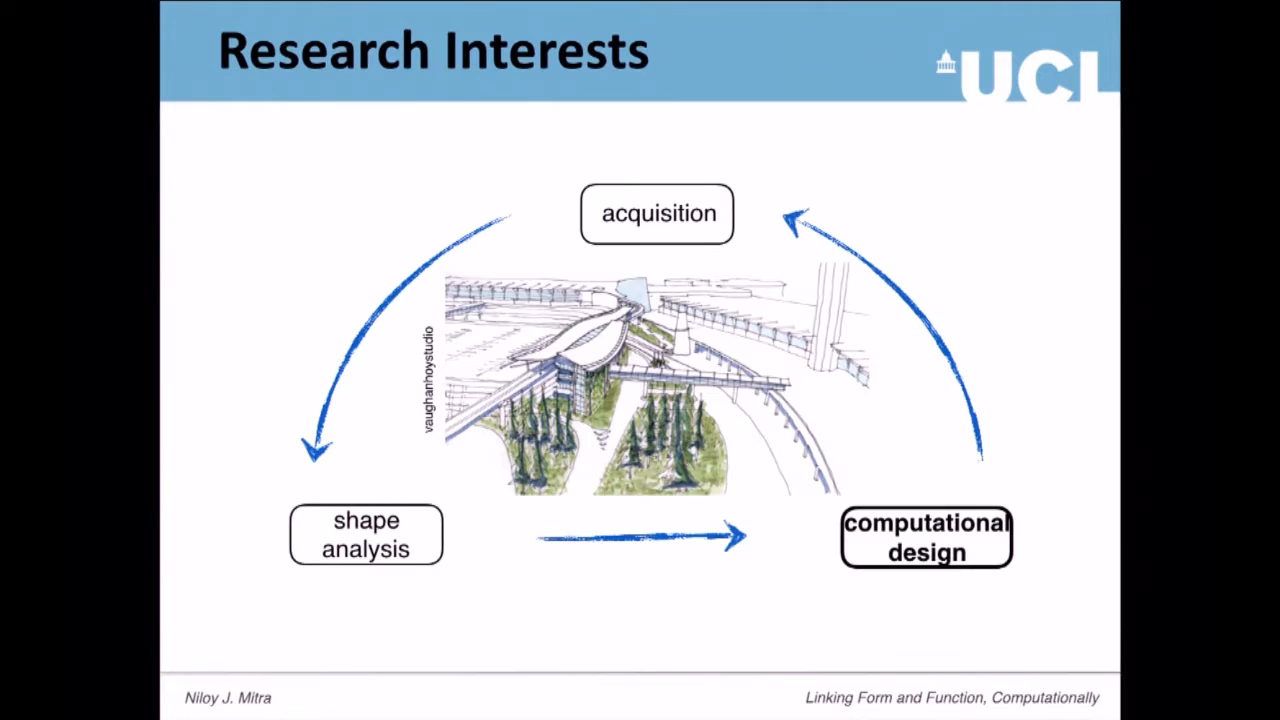 Research Interests
UCL
acquisition
vaughanhoystudio
shape
analysis
computational
design
Niloy J. Mitra
Linking Form and Function, Computationally